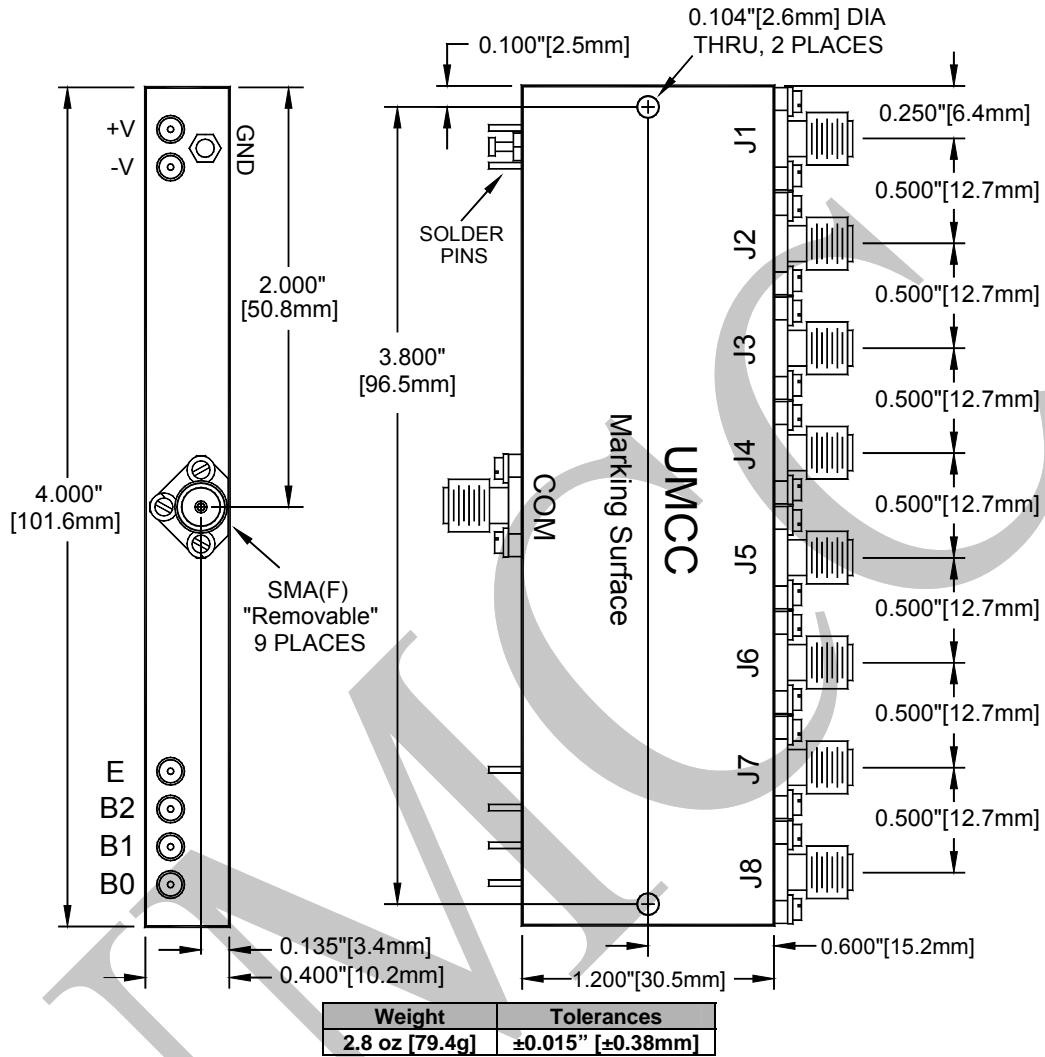 0.104"[2.6mm] DIA
THRU, 2 PLACES
0.100"[2.5mm]
+V
-V
GND
SOLDER
PINS
2.000"
[50.8mm]
3.800"
[96.5mm]
4.000"
[101.6mm]
SMA(F)
"Removable"
9 PLACES
E
B2
B1
B0
0.135"[3.4mm]
0.400"[10.2mm]
COM
Marking Surface
UMCC
J1
J2
J3
J4
J5
J6
J7
J8
0.250"[6.4mm]
0.500"[12.7mm]
0.500"[12.7mm]
0.500"[12.7mm]
0.500"[12.7mm]
0.500"[12.7mm]
0.500"[12.7mm]
0.500"[12.7mm]
0.600"[15.2mm]
1.200"[30.5mm]
Weight Tolerances
2.8 oz [79.4g] ±0.015” [±0.38mm]
UMCC